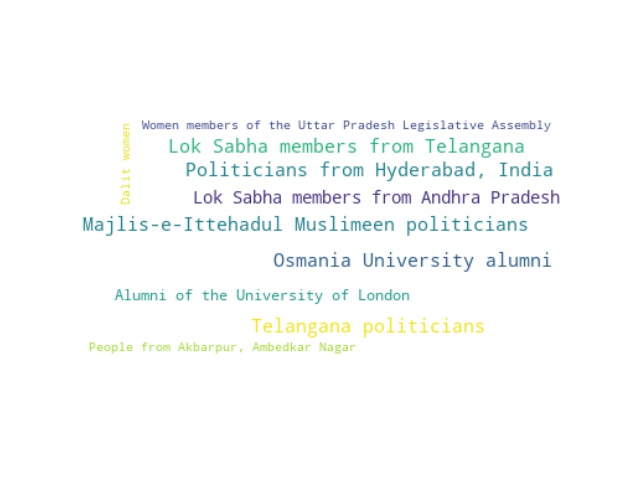 Women members of the Uttar Pradesh Legislative Assembly
Dalit women
Lok Sabha members from Telangana
Politicians from Hyderabad, India
Lok Sabha members from Andhra Pradesh
Majlis-e-Ittehadul Muslimeen politicians
Osmania University alumni
Alumni of the University of London
Telangana politicians
People from Akbarpur, Ambedkar Nagar